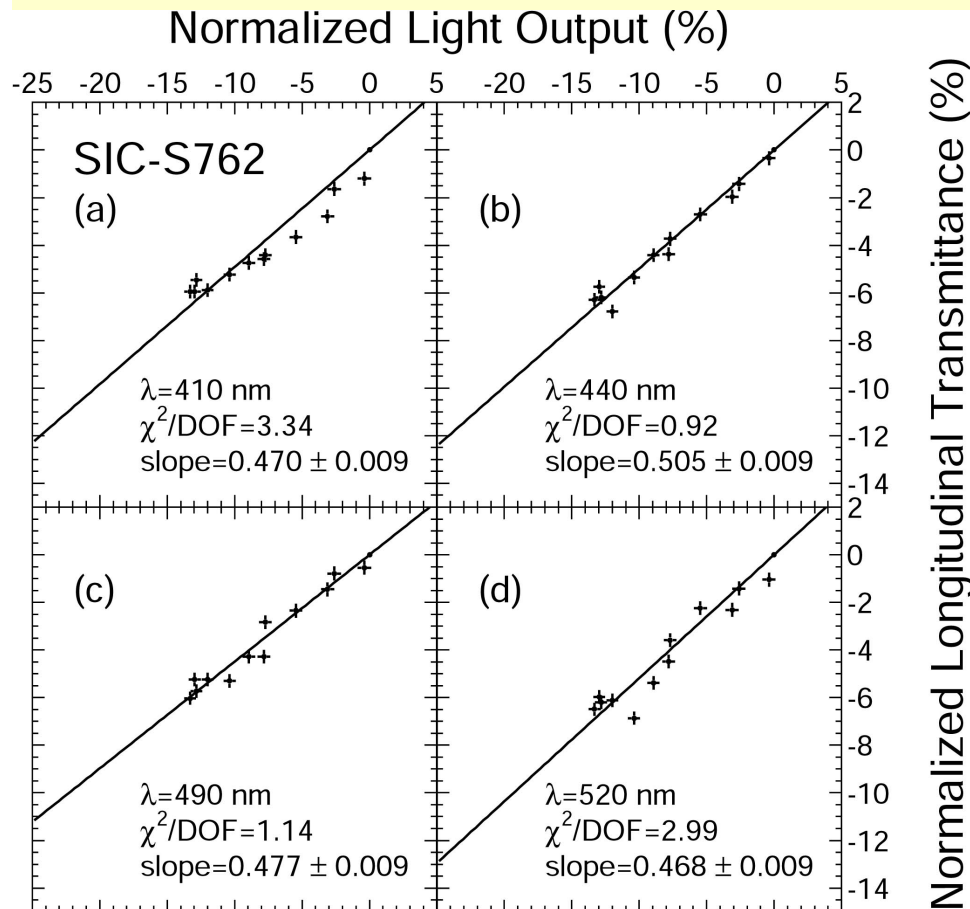 Normalized Light Output (%)
-25 -20 -15 -10 -5 0 5 -20 -15 -10 -5 0 5
SIC-S762
(a)
λ=410 nm
χ²/DOF=3.34
slope=0.470 ± 0.009
(b)
λ=440 nm
χ²/DOF=0.92
slope=0.505 ± 0.009
2
0
-2
-4
-6
-8
-10
-12
-14
(c)
λ=490 nm
χ²/DOF=1.14
slope=0.477 ± 0.009
(d)
λ=520 nm
χ²/DOF=2.99
slope=0.468 ± 0.009
2
0
-2
-4
-6
-8
-10
-12
-14
Normalized Longitudinal Transmittance (%)